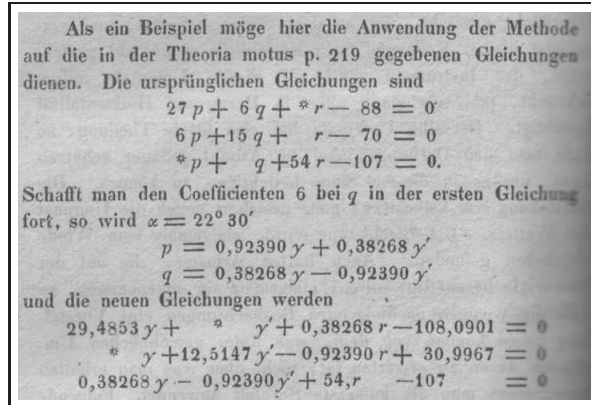 Als ein Beispiel möge hier die Anwendung der Methode
auf die in der Theoria motus p. 219 gegebenen Gleichungen
dienen. Die ursprünglichen Gleichungen sind
27 p + 6 q + * r — 88 = 0
6 p + 15 q + r — 70 = 0
* p + q + 54 r — 107 = 0.
Schafft man den Coefficienten 6 bei q in der ersten Gleichung
fort, so wird α = 22° 30′
p = 0,92390 y + 0,38268 y′
q = 0,38268 y — 0,92390 y′
und die neuen Gleichungen werden
29,4853 y + * y′ + 0,38268 r — 108,0901 = 0
* y + 12,5147 y′ — 0,92390 r + 30,9967 = 0
0,38268 y — 0,92390 y′ + 54, r — 107 = 0